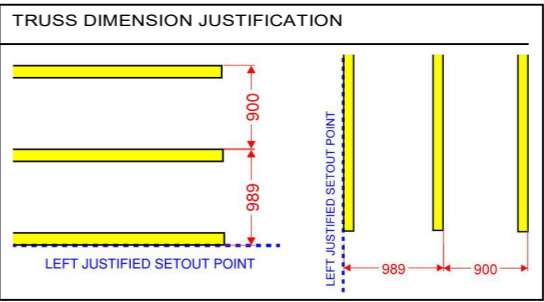 TRUSS DIMENSION JUSTIFICATION
900
989
LEFT JUSTIFIED SETOUT POINT
LEFT JUSTIFIED SETOUT POINT
989
900